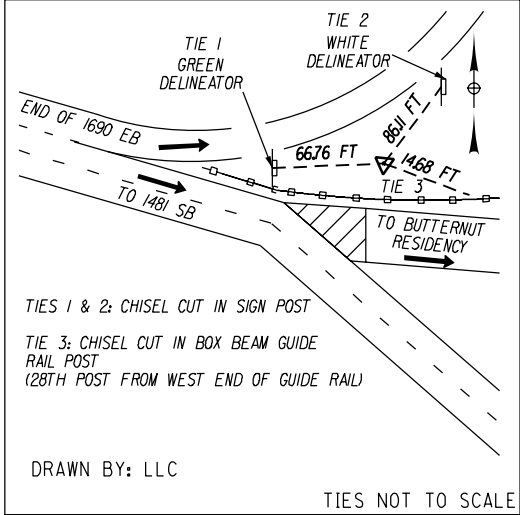 TIE 1
GREEN
DELINEATOR
TIE 2
WHITE
DELINEATOR
END OF I690 EB
66.76 FT
86.11 FT
14.68 FT
TIE 3
TO I481 SB
TO BUTTERNUT
RESIDENCY
TIES 1 & 2: CHISEL CUT IN SIGN POST
TIE 3: CHISEL CUT IN BOX BEAM GUIDE
RAIL POST
(28TH POST FROM WEST END OF GUIDE RAIL)
DRAWN BY: LLC
TIES NOT TO SCALE